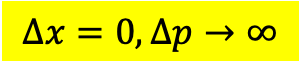 Δx = 0, Δp → ∞